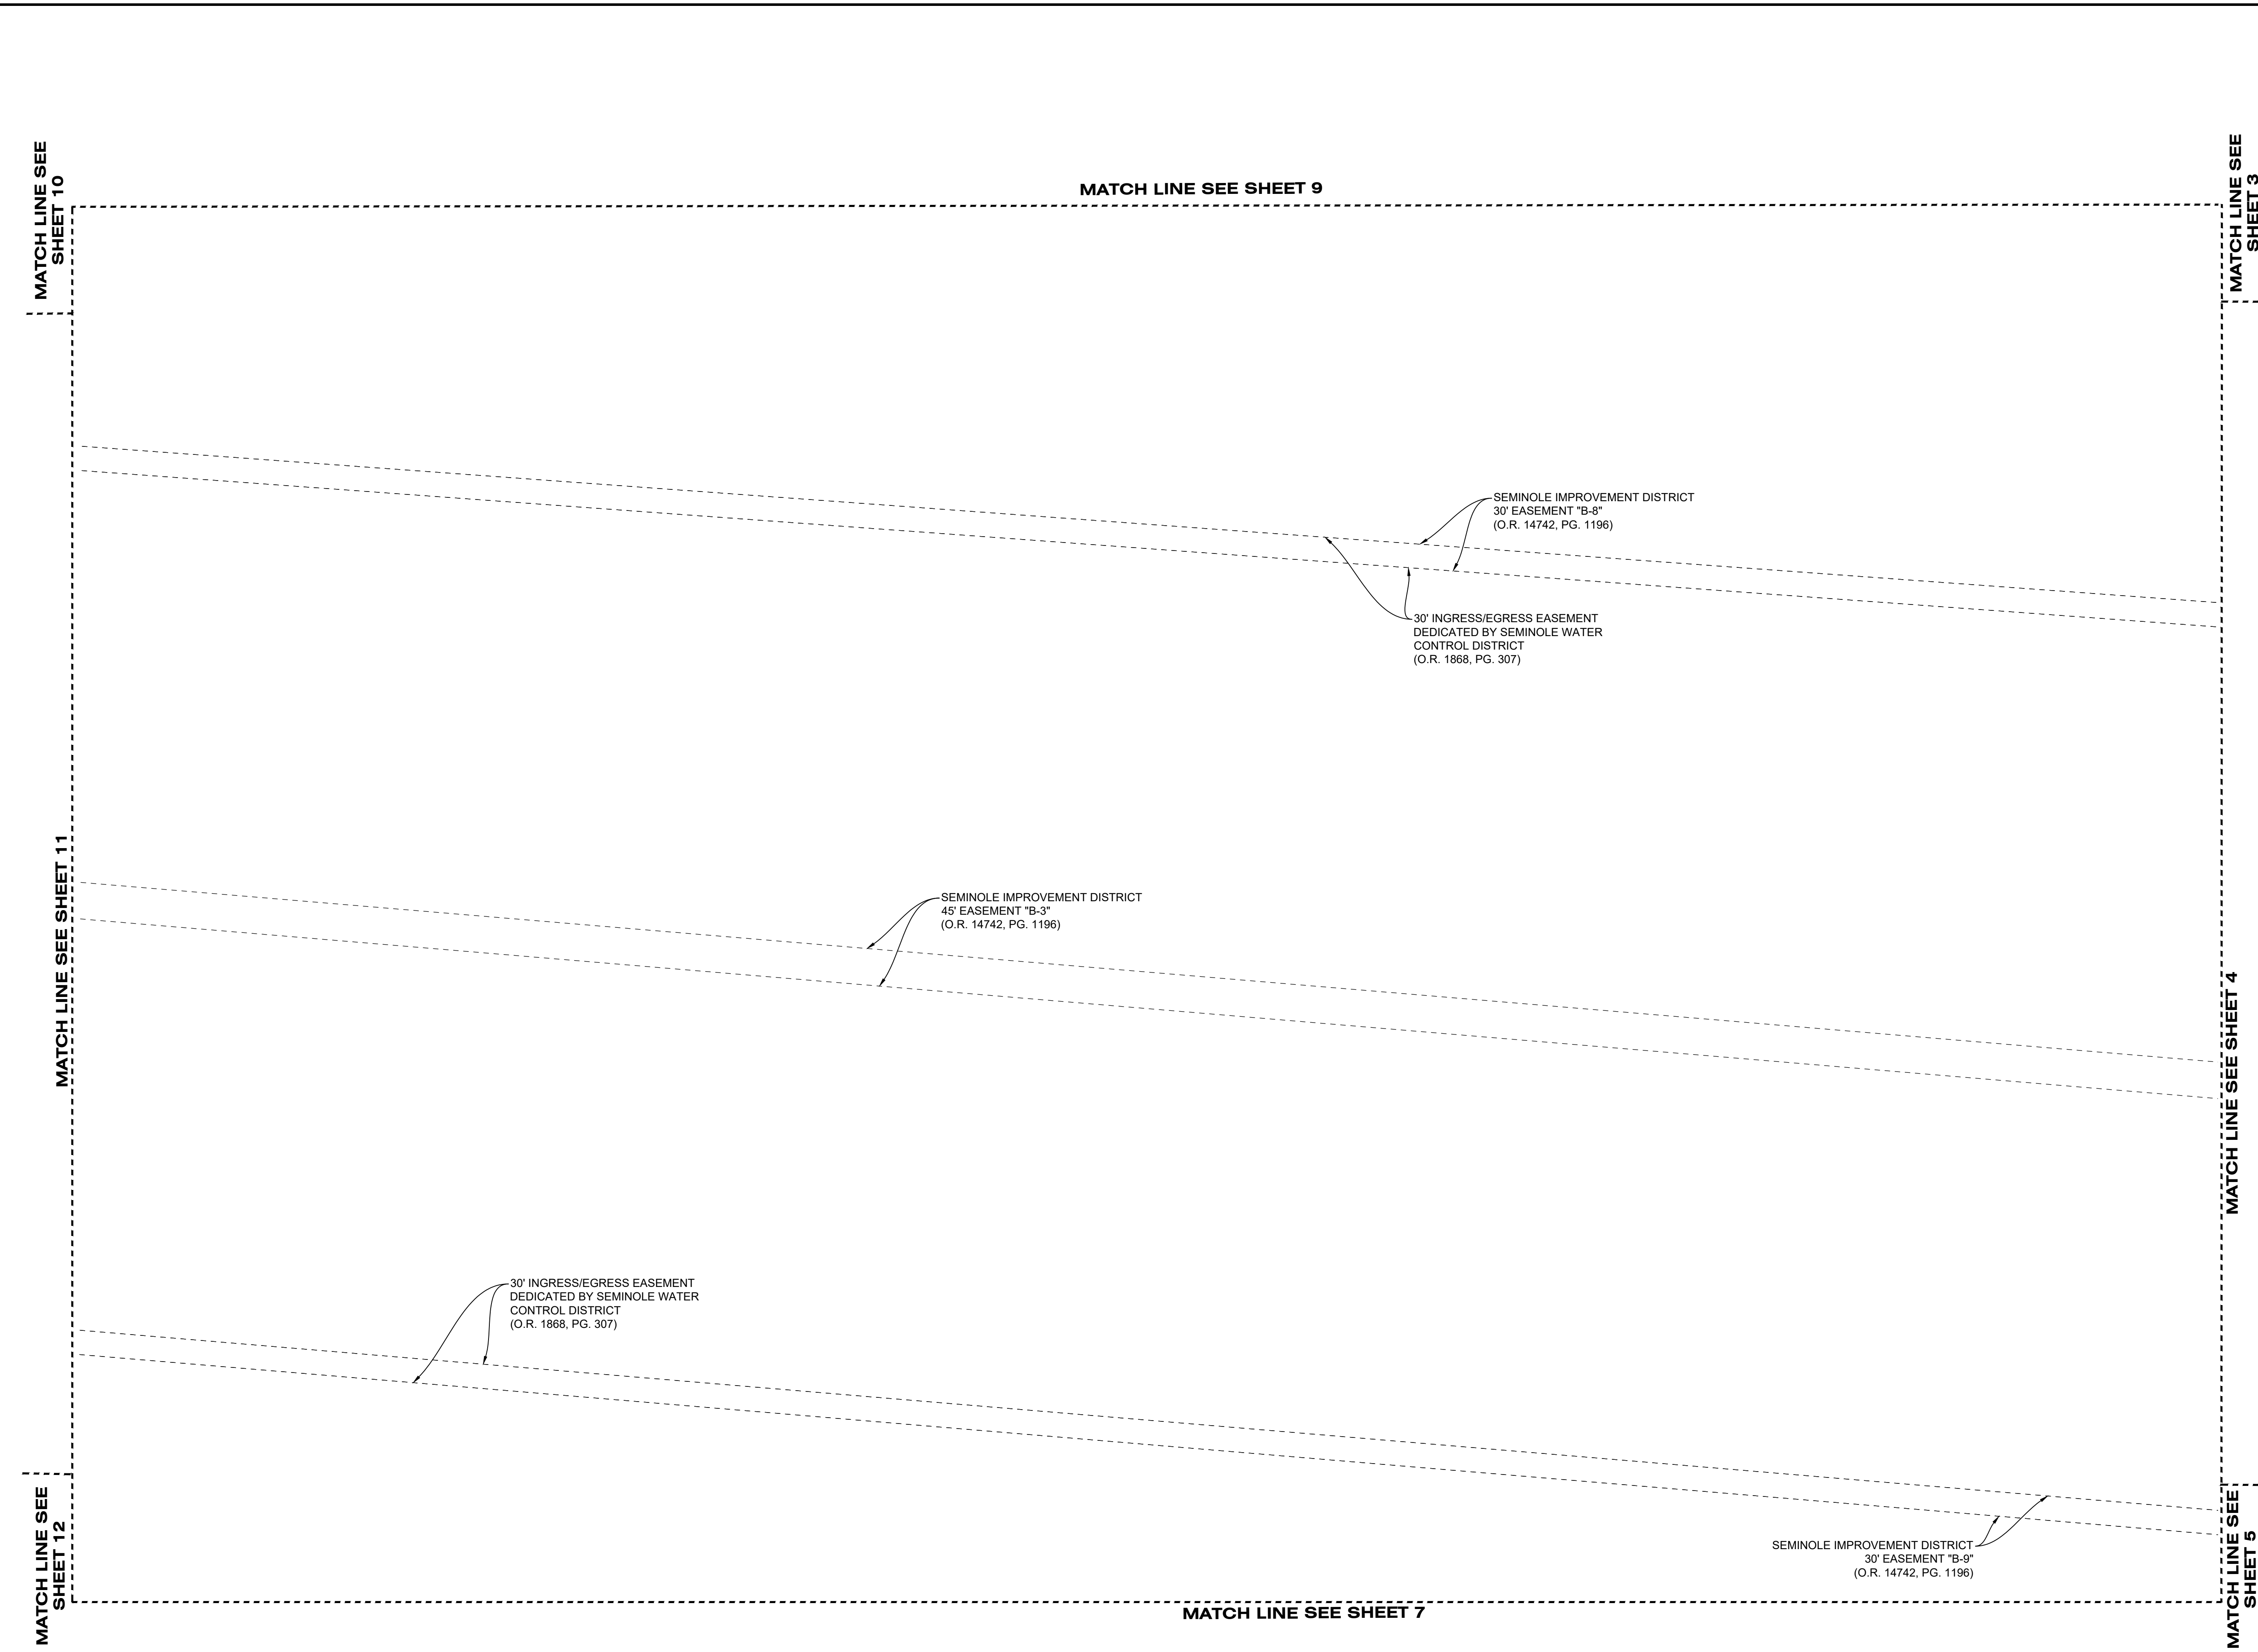 MATCH LINE SEE
SHEET 10
MATCH LINE SEE SHEET 9
MATCH LINE SEE
SHEET 3
SEMINOLE IMPROVEMENT DISTRICT
30' EASEMENT "B-8"
(O.R. 14742, PG. 1196)
30' INGRESS/EGRESS EASEMENT
DEDICATED BY SEMINOLE WATER
CONTROL DISTRICT
(O.R. 1868, PG. 307)
MATCH LINE SEE SHEET 11
SEMINOLE IMPROVEMENT DISTRICT
45' EASEMENT "B-3"
(O.R. 14742, PG. 1196)
MATCH LINE SEE SHEET 4
30' INGRESS/EGRESS EASEMENT
DEDICATED BY SEMINOLE WATER
CONTROL DISTRICT
(O.R. 1868, PG. 307)
MATCH LINE SEE
SHEET 12
SEMINOLE IMPROVEMENT DISTRICT
30' EASEMENT "B-9"
(O.R. 14742, PG. 1196)
MATCH LINE SEE
SHEET 5
MATCH LINE SEE SHEET 7